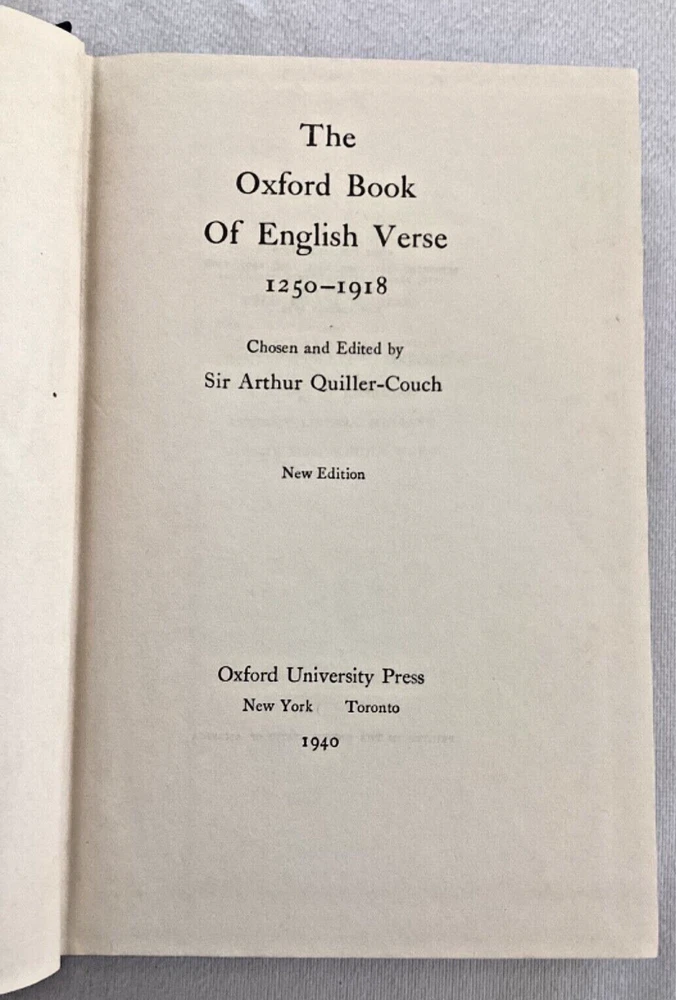 The
Oxford Book
Of English Verse
1250–1918
Chosen and Edited by
Sir Arthur Quiller-Couch
New Edition
Oxford University Press
New York Toronto
1940